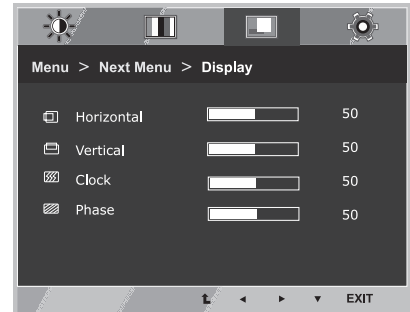 Menu > Next Menu > Display
Horizontal 50
Vertical 50
Clock 50
Phase 50
EXIT